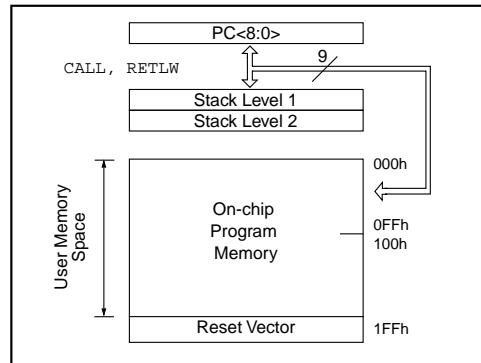 PC<8:0>
9
CALL, RETLW
Stack Level 1
Stack Level 2
000h
User Memory
Space
On-chip
Program
Memory
0FFh
100h
Reset Vector
1FFh